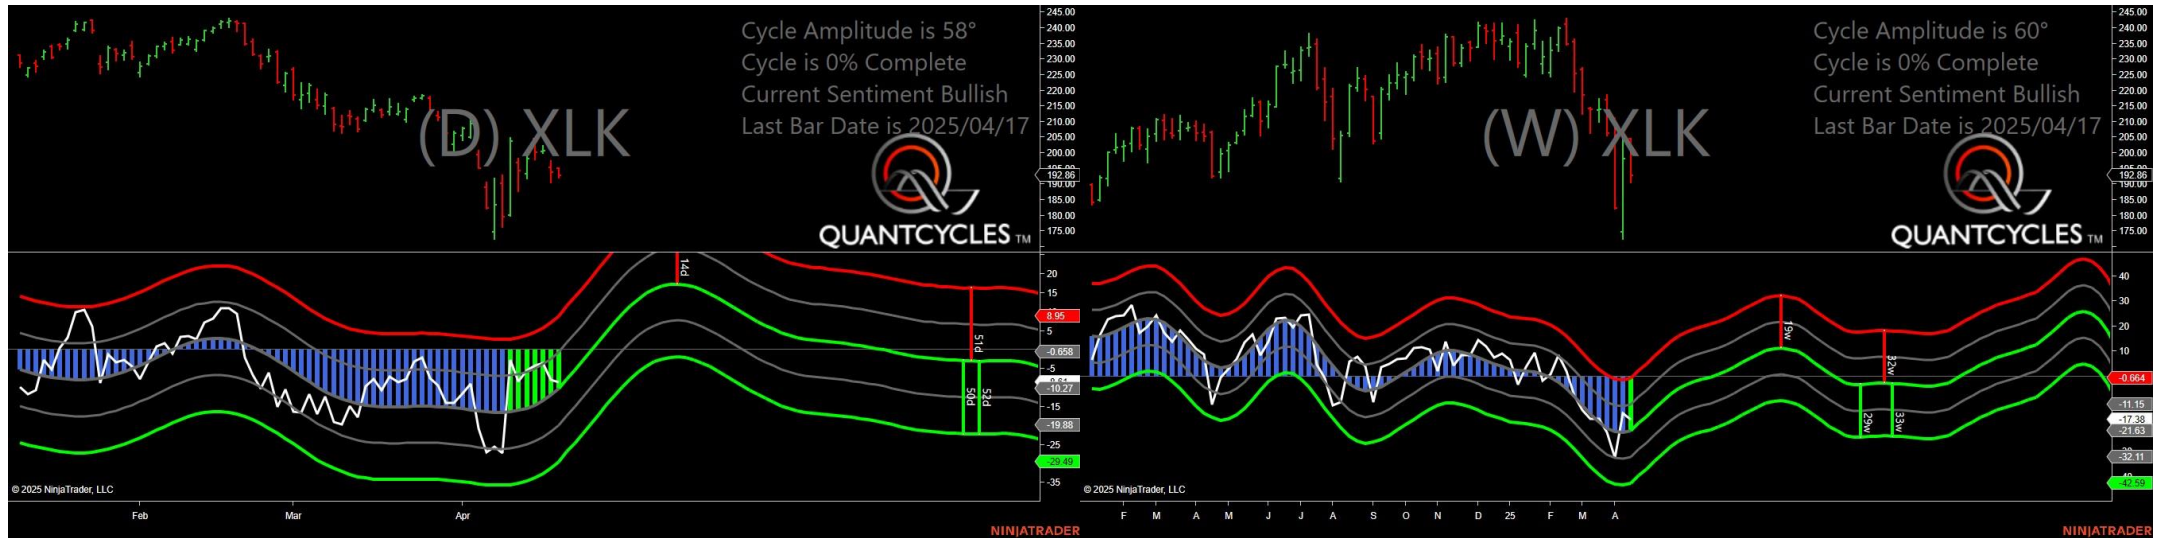 Cycle Amplitude is 58°
Cycle is 0% Complete
Current Sentiment Bullish
Last Bar Date is 2025/04/17
(D) XLK
QUANTCYCLES TM
245.00
240.00
235.00
230.00
225.00
220.00
215.00
210.00
205.00
200.00
195.00
192.86
190.00
185.00
180.00
175.00
14d
51d
50d
52d
20
15
8.95
5
-0.658
-5
-10.27
-15
-19.88
-25
-29.49
-35
© 2025 NinjaTrader, LLC
Feb
Mar
Apr
NINJATRADER
Cycle Amplitude is 60°
Cycle is 0% Complete
Current Sentiment Bullish
Last Bar Date is 2025/04/17
(W) XLK
QUANTCYCLES TM
245.00
240.00
235.00
230.00
225.00
220.00
215.00
210.00
205.00
200.00
195.00
192.86
190.00
185.00
180.00
175.00
19w
32w
29w
33w
40
30
20
10
-0.664
-11.15
-17.38
-21.63
-32.11
-42.59
© 2025 NinjaTrader, LLC
F
M
A
M
J
J
A
S
O
N
D
25
F
M
A
NINJATRADER